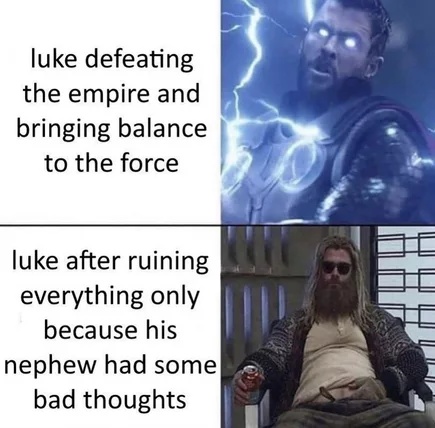 luke defeating
the empire and
bringing balance
to the force
luke after ruining
everything only
because his
nephew had some
bad thoughts